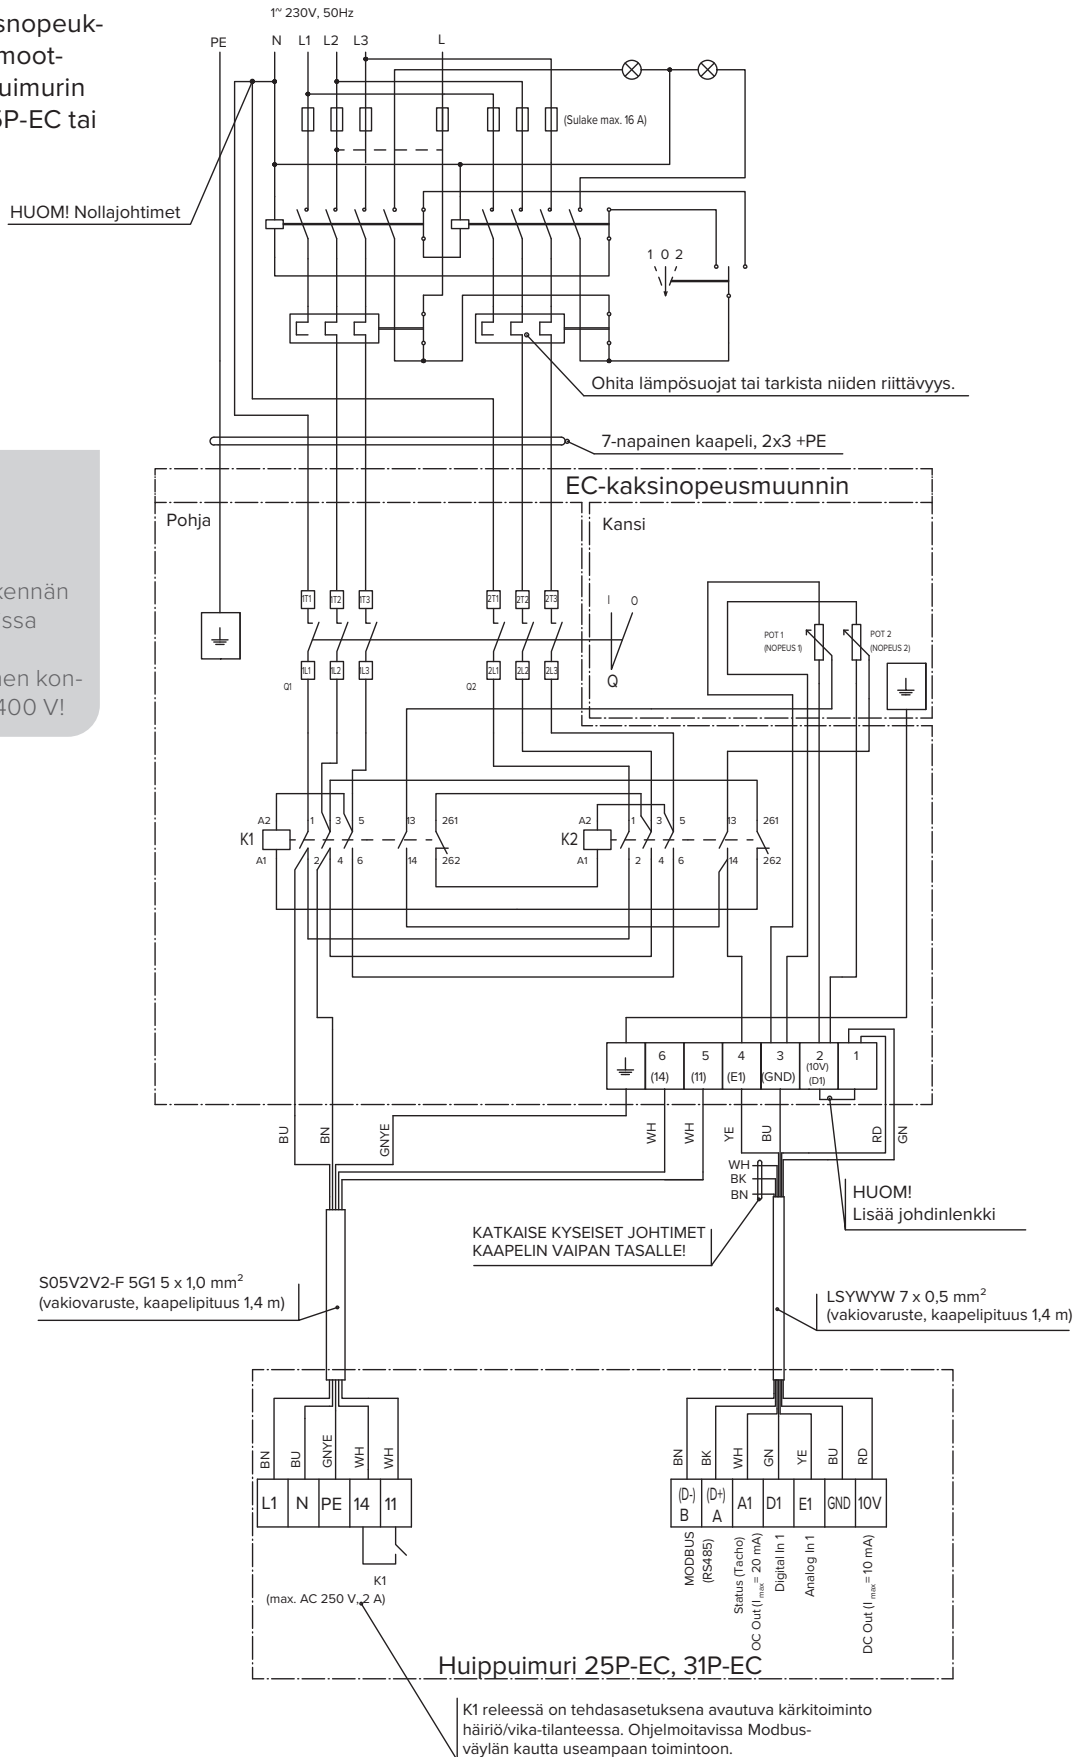 snopeuk-
moot-
uimurin
5P-EC tai
1~ 230V, 50Hz
PE
N L1 L2 L3 L
(Sulake max. 16 A)
HUOM! Nollajohtimet
1 0 2
Ohita lämpösuojat tai tarkista niiden riittävyys.
7-napainen kaapeli, 2x3 +PE
EC-kaksinopeusmuunnin
Pohja
Kansi
kennän
ssa
nen kon-
400 V!
1T1 1T2 1T3 2T1 2T2 2T3
I O
POT 1
(NOPEUS 1)
POT 2
(NOPEUS 2)
1L1 1L2 1L3 2L1 2L2 2L3
Q1 Q2
Q
A2 1 3 5 13 261 A2 1 3 5 13 261
K1 K2
A1 2 4 6 14 262 A1 2 4 6 14 262
6 5 4 3 2 1
(14) (11) (E1) (GND) (10V)
(D1)
BU BN GNYE WH WH YE BU RD GN
WH
BK
BN
HUOM!
Lisää johdinlenkki
KATKAISE KYSEISET JOHTIMET
KAAPELIN VAIPAN TASALLE!
S05V2V2-F 5G1 5 x 1,0 mm²
(vakiovaruste, kaapelipituus 1,4 m)
LSYWYW 7 x 0,5 mm²
(vakiovaruste, kaapelipituus 1,4 m)
BN BU GNYE WH WH
BN BK WH GN YE BU RD
L1 N PE 14 11
(D-) (D+)
B A A1 D1 E1 GND 10V
MODBUS
(RS485)
Status (Tacho)
OC Out (Imax = 20 mA)
Digital In 1
Analog In 1
DC Out (Imax = 10 mA)
K1
(max. AC 250 V, 2 A)
Huippuimuri 25P-EC, 31P-EC
K1 releessä on tehdasasetuksena avautuva kärkitoiminto
häiriö/vika-tilanteessa. Ohjelmoitavissa Modbus-
väylän kautta useampaan toimintoon.